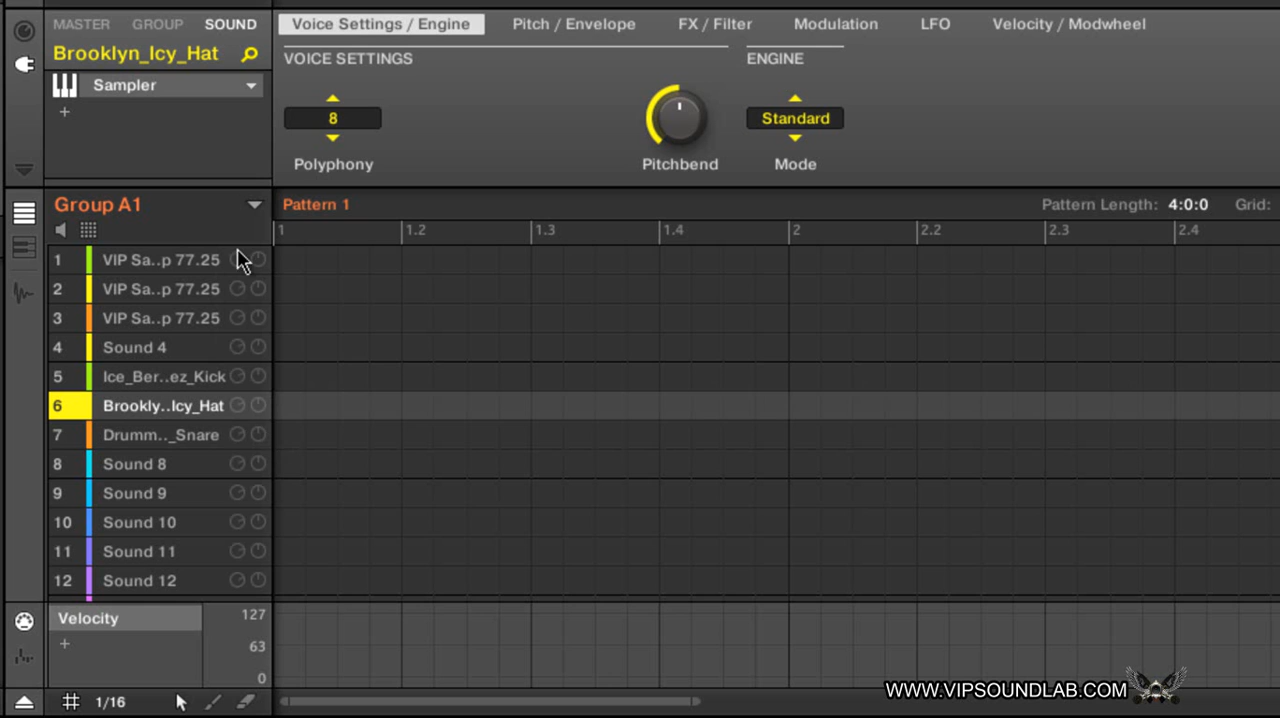 MASTER GROUP SOUND
Voice Settings / Engine Pitch / Envelope FX / Filter Modulation LFO Velocity / Modwheel
Brooklyn_Icy_Hat
VOICE SETTINGS ENGINE
Sampler
+
8 Standard
Polyphony Pitchbend Mode
Group A1 Pattern 1 Pattern Length: 4:0:0 Grid:
1 1.2 1.3 1.4 2 2.2 2.3 2.4
1 VIP Sa..p 77.25
2 VIP Sa..p 77.25
3 VIP Sa..p 77.25
4 Sound 4
5 Ice_Ber..ez_Kick
6 Brookly..Icy_Hat
7 Drumm.._Snare
8 Sound 8
9 Sound 9
10 Sound 10
11 Sound 11
12 Sound 12
Velocity 127
+ 63
0
1/16
WWW.VIPSOUNDLAB.COM